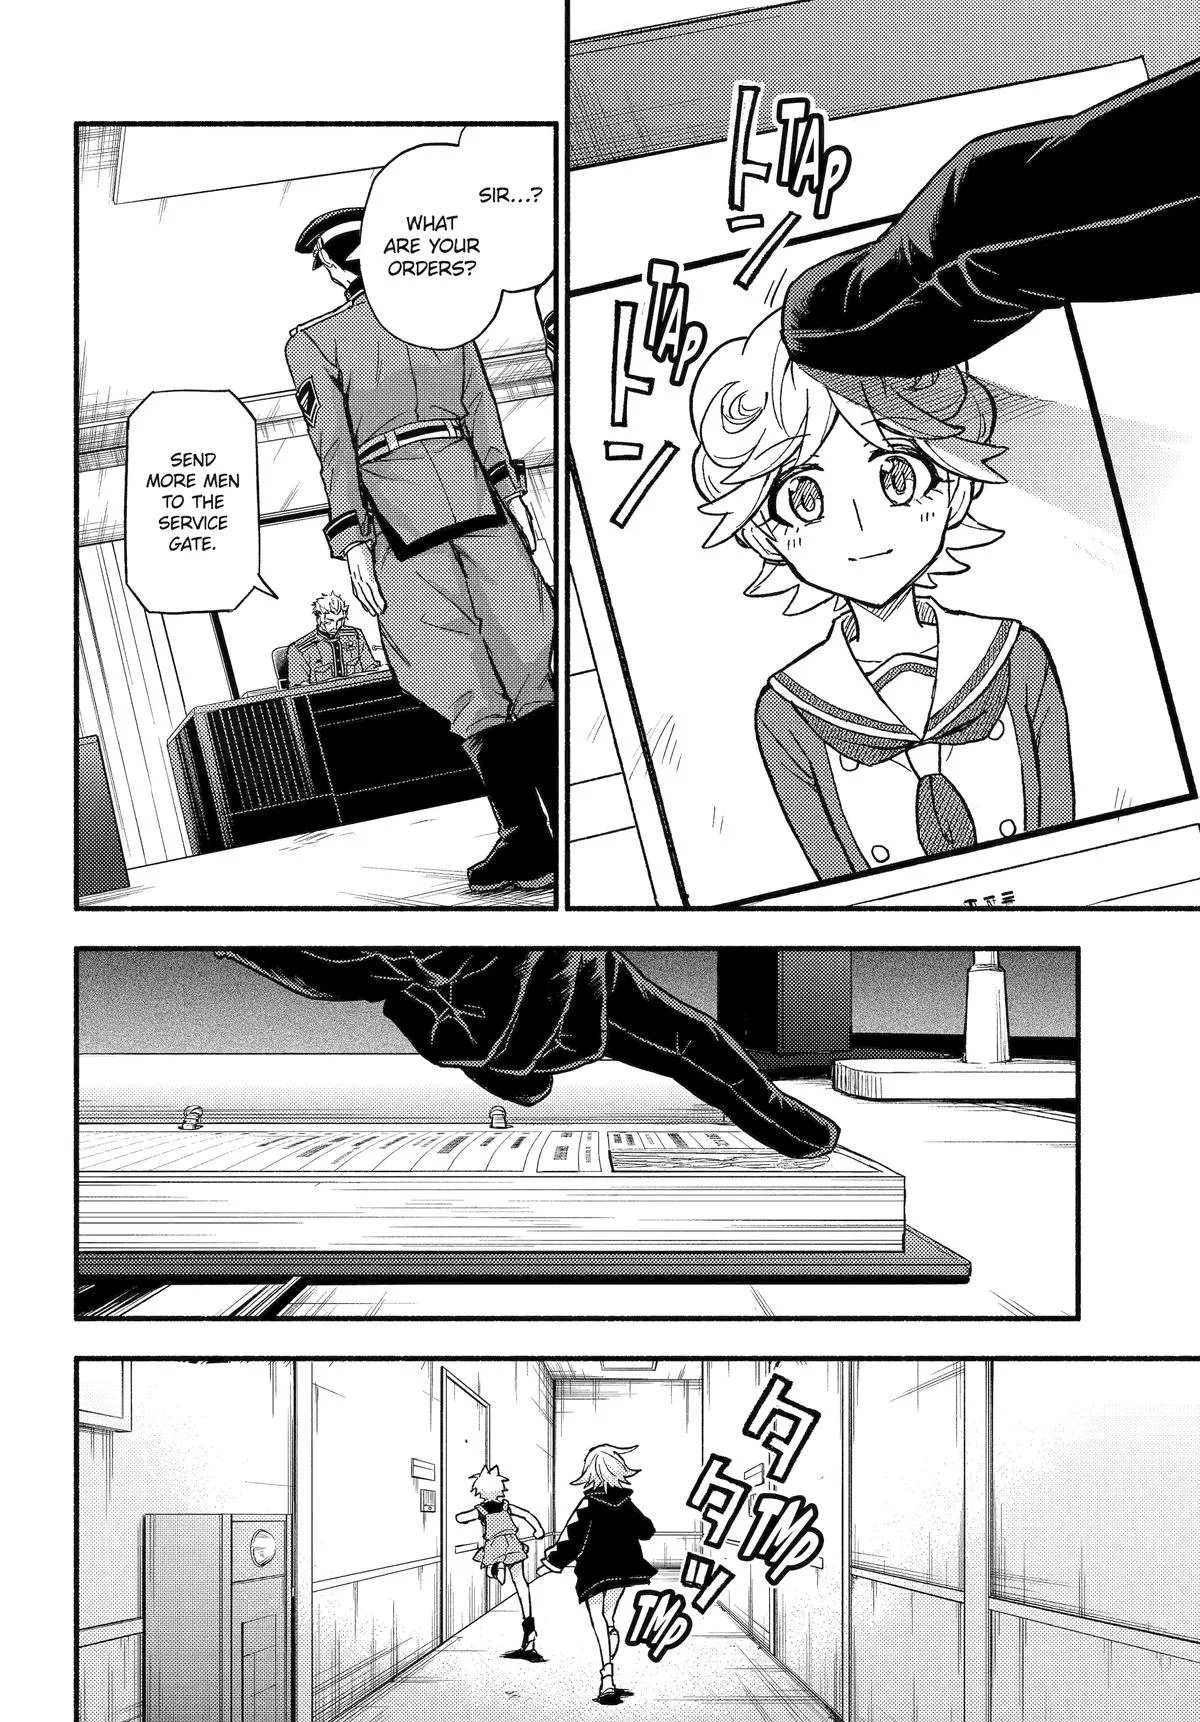 トン
TAP
トン
TAP
SIR...?
WHAT
ARE YOUR
ORDERS?
SEND
MORE MEN
TO THE
SERVICE
GATE.
タタタッ
TMP
TMP